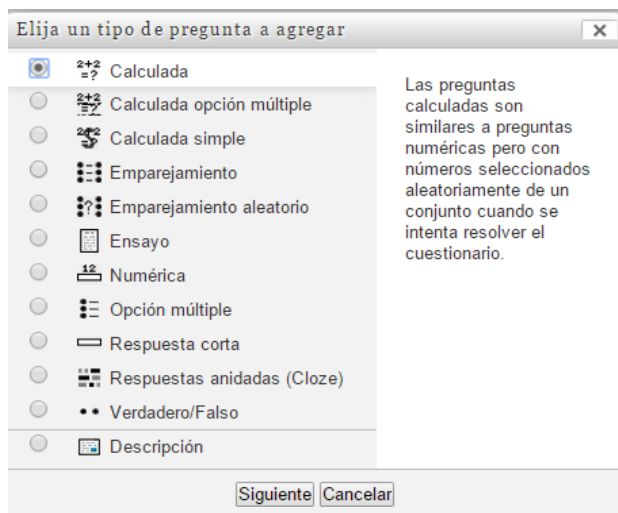 Elija un tipo de pregunta a agregar
2+2
=?
Calculada
2+2
=?
Calculada opción múltiple
Calculada simple
Emparejamiento
?
Emparejamiento aleatorio
Ensayo
12
Numérica
Opción múltiple
Respuesta corta
Respuestas anidadas (Cloze)
Verdadero/Falso
Descripción
Las preguntas
calculadas son
similares a preguntas
numéricas pero con
números seleccionados
aleatoriamente de un
conjunto cuando se
intenta resolver el
cuestionario.
Siguiente Cancelar